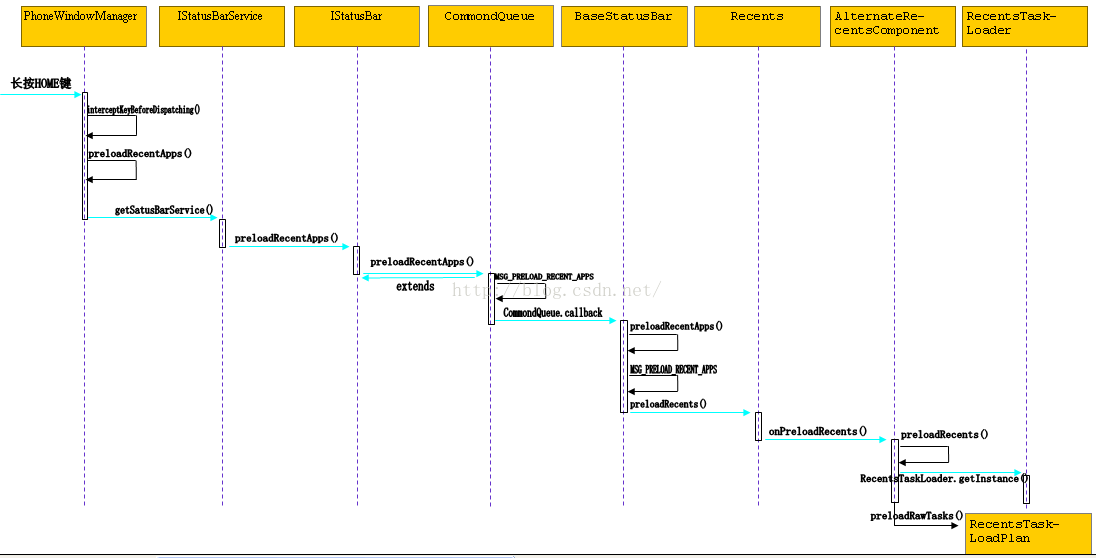 PhoneWindowManager
IStatusBarService
IStatusBar
CommondQueue
BaseStatusBar
Recents
AlternateRe-
centsComponent
RecentsTask-
Loader
长按HOME键
interceptKeyBeforeDispatching()
preloadRecentApps()
getSatusBarService()
preloadRecentApps()
preloadRecentApps()
MSG_PRELOAD_RECENT_APPS
extends
http://blog.csdn.net/
CommondQueue.callback
preloadRecentApps()
MSG_PRELOAD_RECENT_APPS
preloadRecents()
onPreloadRecents()
preloadRecents()
RecentsTaskLoader.getInstance()
preloadRawTasks()
RecentsTask-
LoadPlan